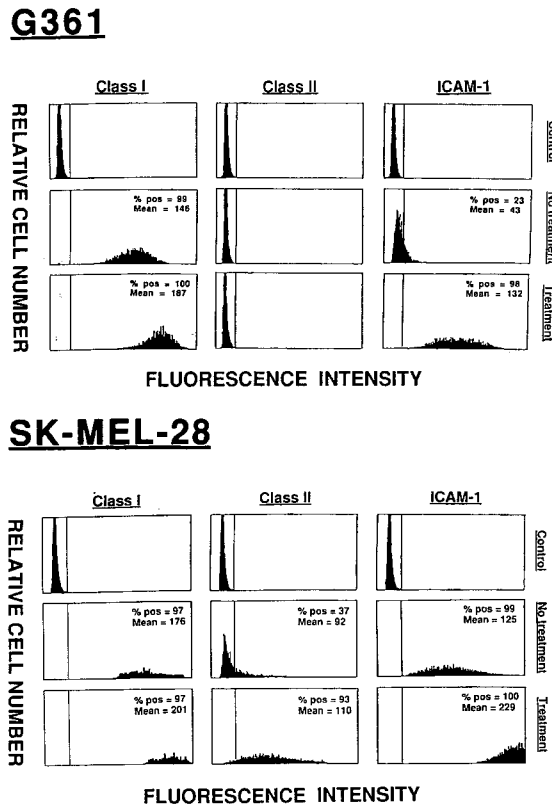 G361
Class I
Class II
ICAM-1
RELATIVE CELL NUMBER
Control
% pos = 99
Mean = 146
% pos = 23
Mean = 43
No treatment
% pos = 100
Mean = 187
% pos = 98
Mean = 132
Treatment
FLUORESCENCE INTENSITY
SK-MEL-28
Class I
Class II
ICAM-1
RELATIVE CELL NUMBER
Control
% pos = 97
Mean = 176
% pos = 37
Mean = 92
% pos = 99
Mean = 125
No treatment
% pos = 97
Mean = 201
% pos = 93
Mean = 110
% pos = 100
Mean = 229
Treatment
FLUORESCENCE INTENSITY